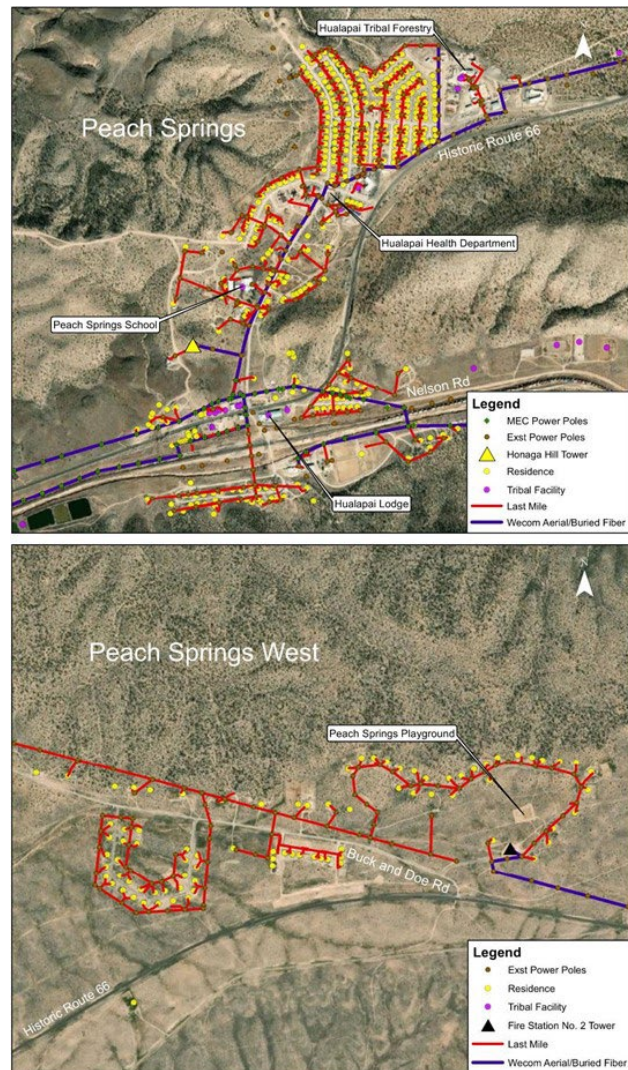 Hualapai Tribal Forestry
N
Peach Springs
Historic Route 66
Hualapai Health Department
Peach Springs School
Nelson Rd
Hualapai Lodge
Legend
MEC Power Poles
Exst Power Poles
Honaga Hill Tower
Residence
Tribal Facility
Last Mile
Wecom Aerial/Buried Fiber
N
Peach Springs West
Peach Springs Playground
Buck and Doe Rd
Historic Route 66
Legend
Exst Power Poles
Residence
Tribal Facility
Fire Station No. 2 Tower
Last Mile
Wecom Aerial/Buried Fiber